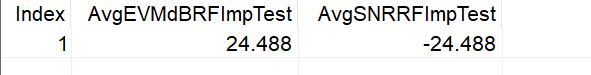 Index AvgEVMdBRFImpTest AvgSNRRFImpTest
1 24.488 -24.488